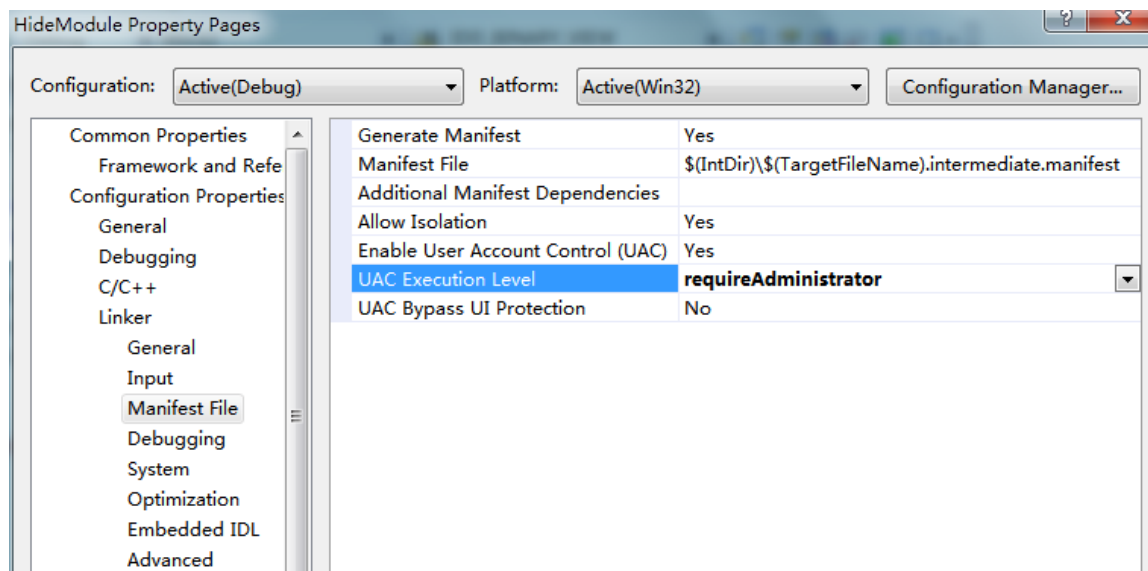 HideModule Property Pages
Configuration: Active(Debug) Platform: Active(Win32) Configuration Manager...
Common Properties
Framework and Refe
Configuration Properties
General
Debugging
C/C++
Linker
General
Input
Manifest File
Debugging
System
Optimization
Embedded IDL
Advanced
Generate Manifest Yes
Manifest File $(IntDir)\$(TargetFileName).intermediate.manifest
Additional Manifest Dependencies
Allow Isolation Yes
Enable User Account Control (UAC) Yes
UAC Execution Level requireAdministrator
UAC Bypass UI Protection No